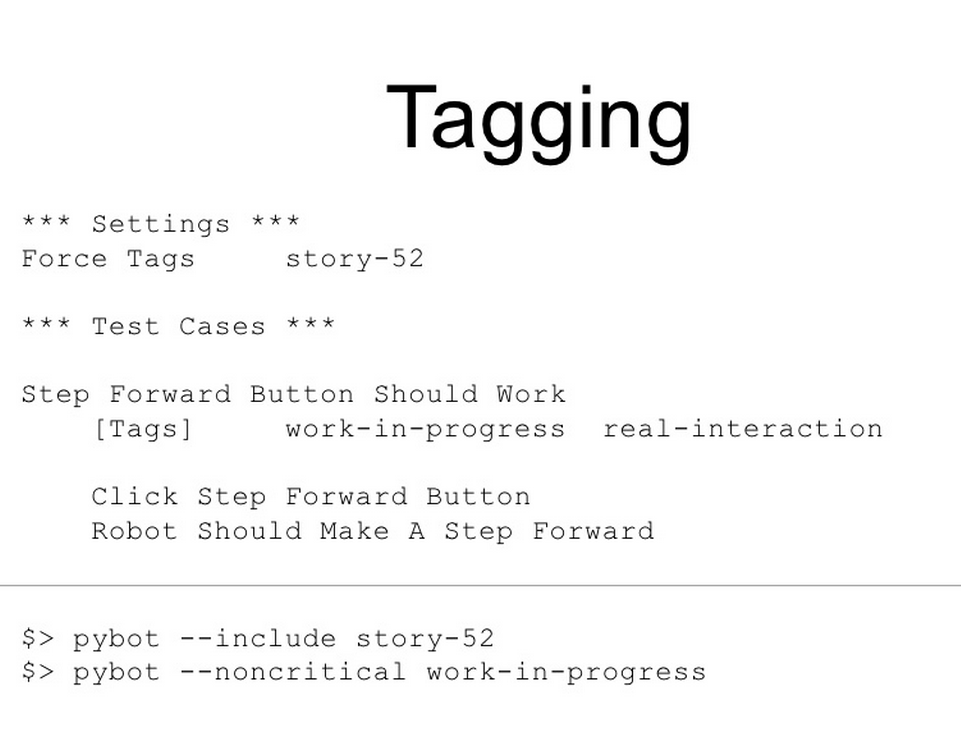 Tagging
*** Settings ***
Force Tags     story-52
*** Test Cases ***
Step Forward Button Should Work
    [Tags]     work-in-progress  real-interaction
    Click Step Forward Button
    Robot Should Make A Step Forward
$> pybot --include story-52
$> pybot --noncritical work-in-progress